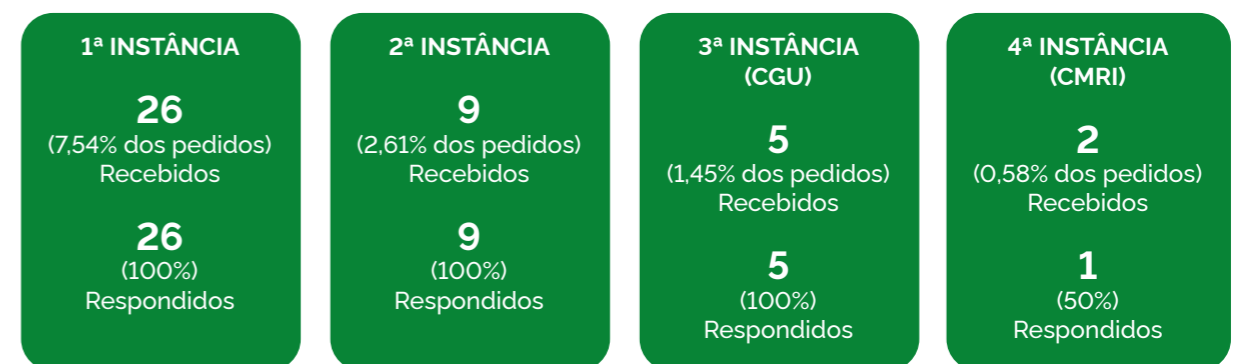 1ª INSTÂNCIA
26
(7,54% dos pedidos)
Recebidos
26
(100%)
Respondidos
2ª INSTÂNCIA
9
(2,61% dos pedidos)
Recebidos
9
(100%)
Respondidos
3ª INSTÂNCIA
(CGU)
5
(1,45% dos pedidos)
Recebidos
5
(100%)
Respondidos
4ª INSTÂNCIA
(CMRI)
2
(0,58% dos pedidos)
Recebidos
1
(50%)
Respondidos